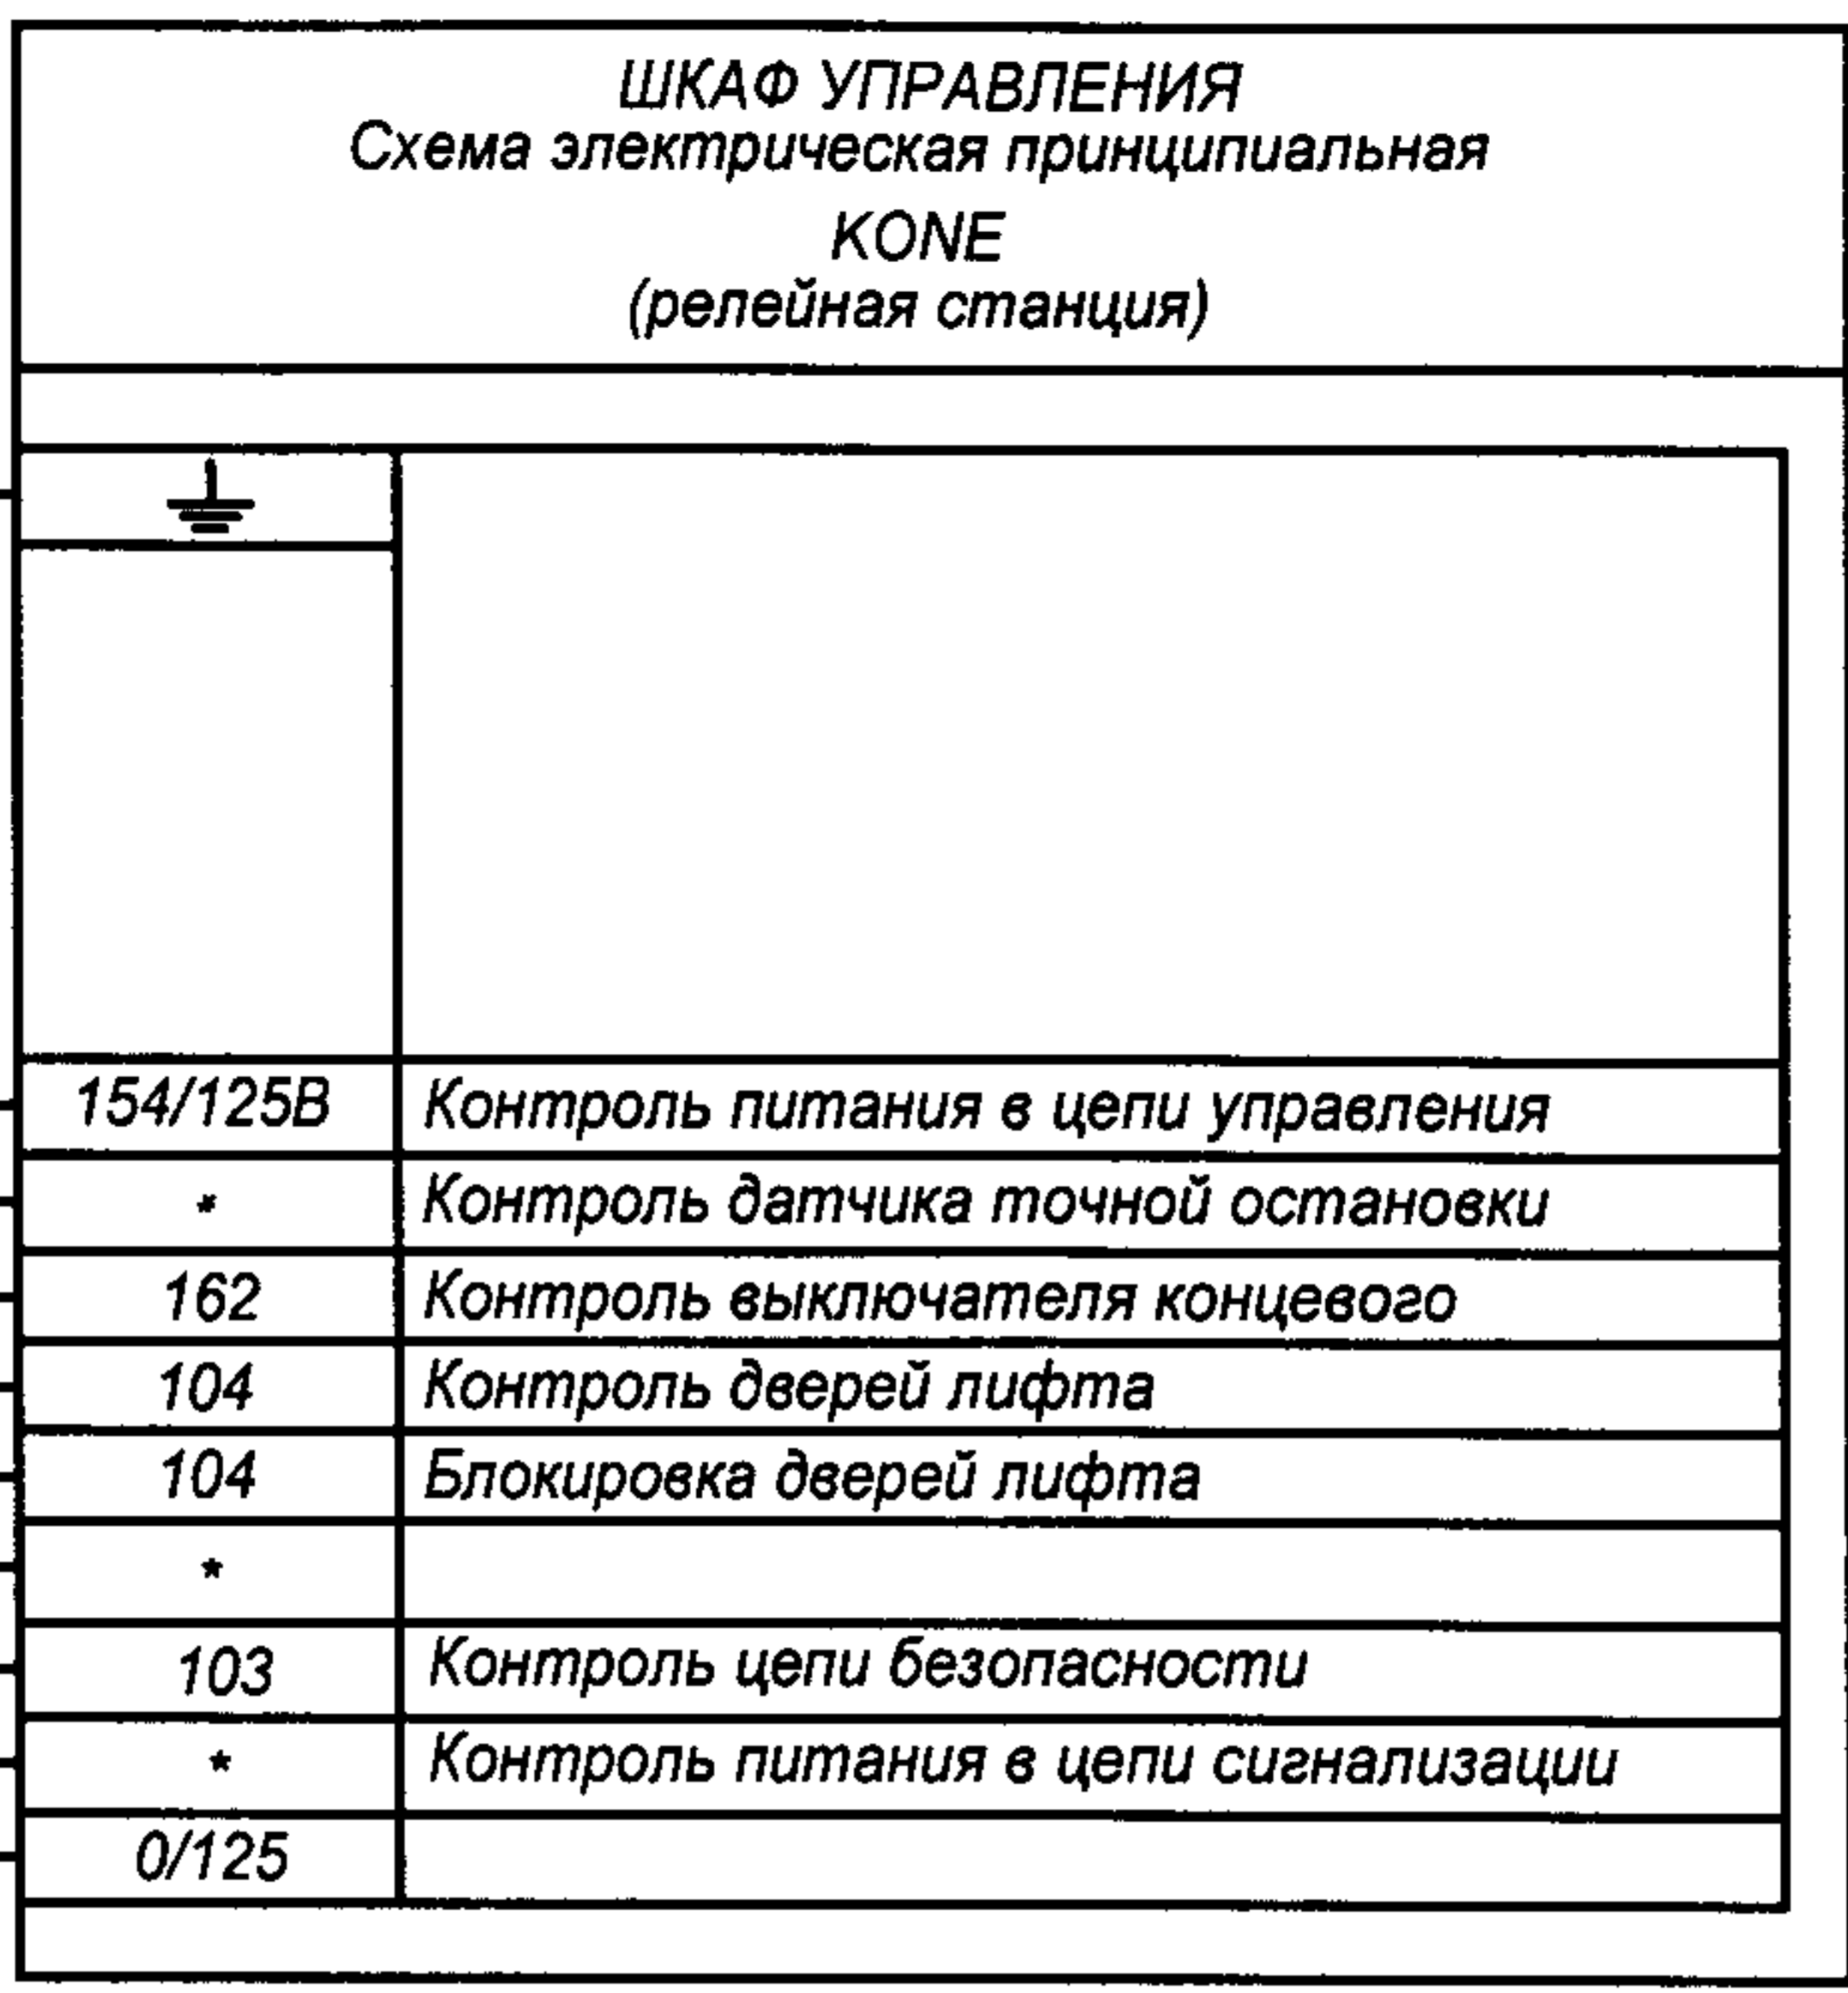 ШКАФ УПРАВЛЕНИЯ
Схема электрическая принципиальная
KONE
(релейная станция)
154/125В Контроль питания в цепи управления
* Контроль датчика точной остановки
162 Контроль выключателя концевого
104 Контроль дверей лифта
104 Блокировка дверей лифта
*
103 Контроль цепи безопасности
* Контроль питания в цепи сигнализации
0/125